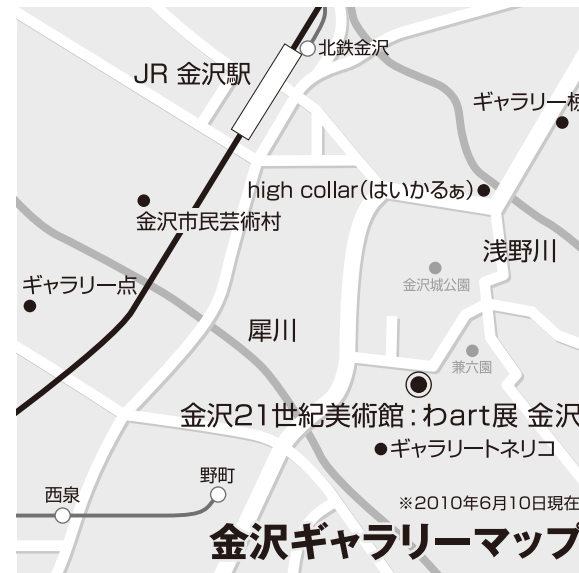 北鉄金沢
JR 金沢駅
ギャラリー椋
high collar(はいかるぁ)
金沢市民芸術村
浅野川
金沢城公園
ギャラリー点
犀川
兼六園
金沢21世紀美術館:わart展 金沢
ギャラリートネリコ
野町
西泉
※2010年6月10日現在
金沢ギャラリーマップ